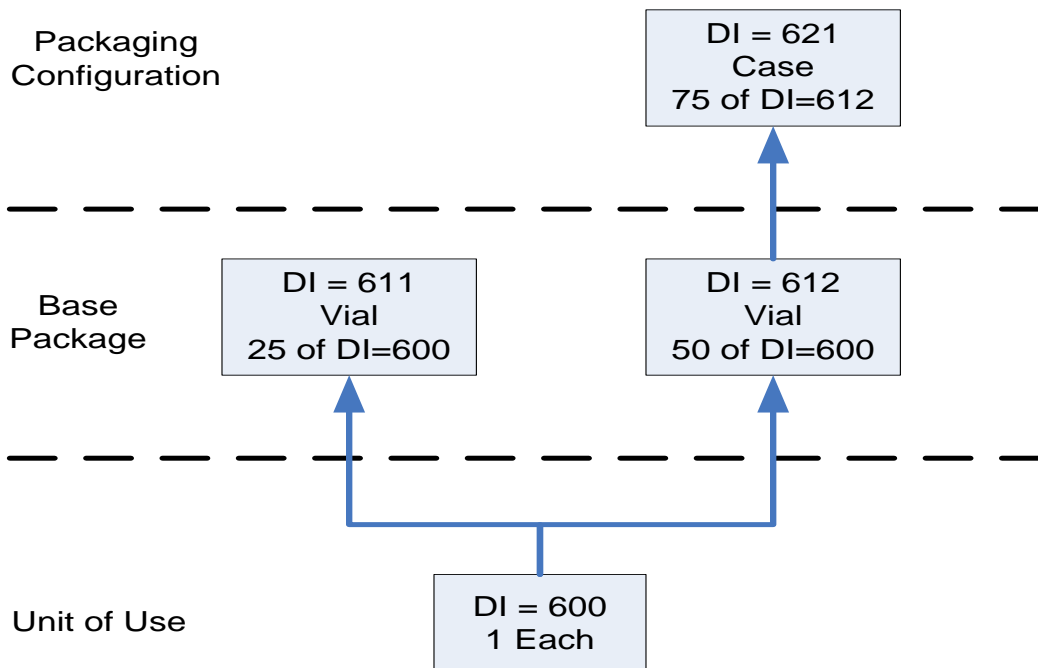 Packaging
Configuration
DI = 621
Case
75 of DI=612
Base
Package
DI = 611
Vial
25 of DI=600
DI = 612
Vial
50 of DI=600
Unit of Use
DI = 600
1 Each